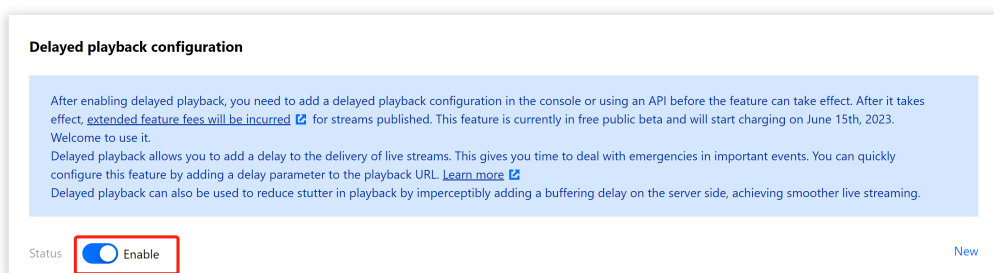 Delayed playback configuration
After enabling delayed playback, you need to add a delayed playback configuration in the console or using an API before the feature can take effect. After it takes
effect, extended feature fees will be incurred for streams published. This feature is currently in free public beta and will start charging on June 15th, 2023.
Welcome to use it.
Delayed playback allows you to add a delay to the delivery of live streams. This gives you time to deal with emergencies in important events. You can quickly
configure this feature by adding a delay parameter to the playback URL. Learn more
Delayed playback can also be used to reduce stutter in playback by imperceptibly adding a buffering delay on the server side, achieving smoother live streaming.
Status Enable New